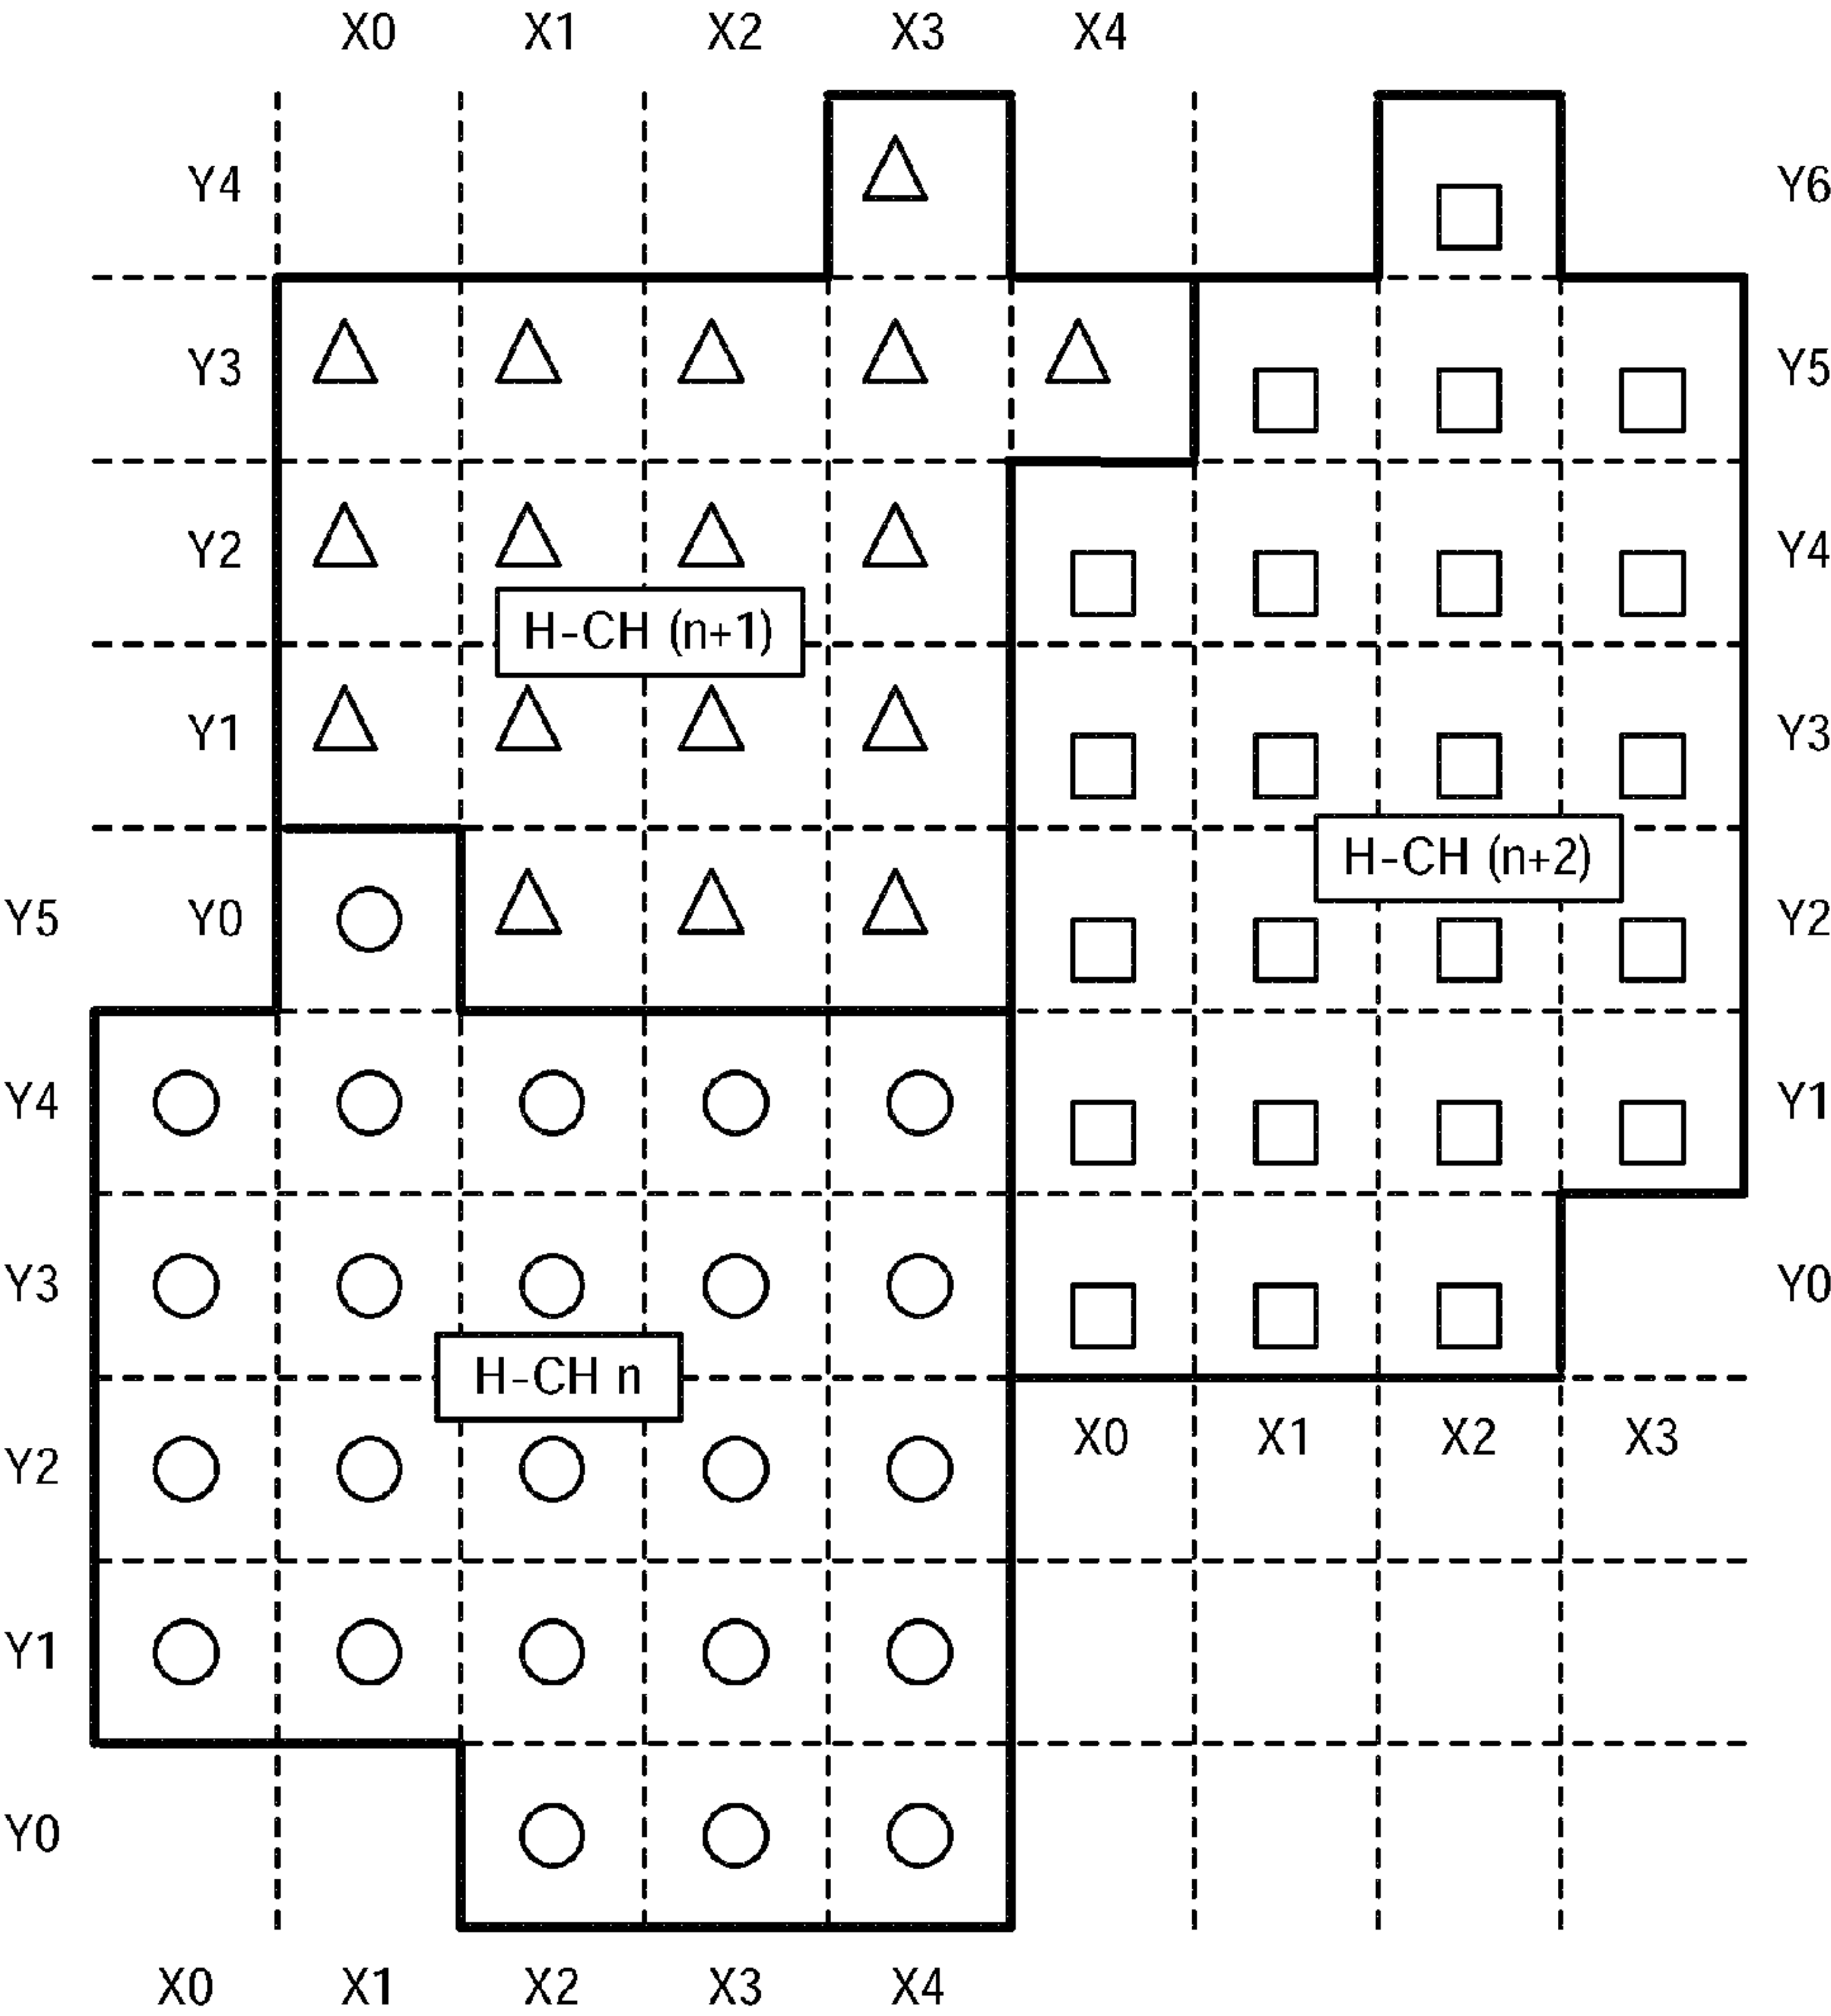 X0 X1 X2 X3 X4
Y4 Y6
Y3 Y5
Y2 Y4
H-CH (n+1)
Y1 Y3
H-CH (n+2)
Y5 Y0 Y2
Y4 Y1
Y3 Y0
H-CH n
X0 X1 X2 X3
Y2
Y1
Y0
X0 X1 X2 X3 X4